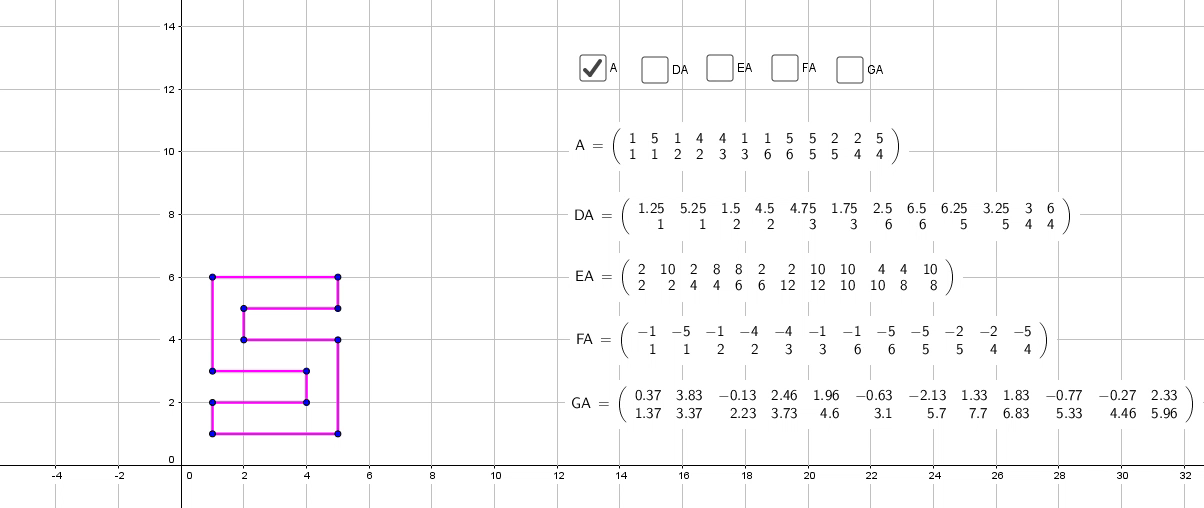 14
A DA EA FA GA
12
A = ( 1 5 1 4 4 1 1 5 5 2 2 5
1 1 2 2 3 3 6 6 5 5 4 4 )
10
DA = ( 1.25 5.25 1.5 4.5 4.75 1.75 2.5 6.5 6.25 3.25 3 6
1 1 2 2 3 3 6 6 5 5 4 4 )
8
EA = ( 2 10 2 8 8 2 2 10 10 4 4 10
2 2 4 4 6 6 12 12 10 10 8 8 )
6
FA = ( −1 −5 −1 −4 −4 −1 −1 −5 −5 −2 −2 −5
1 1 2 2 3 3 6 6 5 5 4 4 )
4
GA = ( 0.37 3.83 −0.13 2.46 1.96 −0.63 −2.13 1.33 1.83 −0.77 −0.27 2.33
1.37 3.37 2.23 3.73 4.6 3.1 5.7 7.7 6.83 5.33 4.46 5.96 )
2
0
-4 -2 0 2 4 6 8 10 12 14 16 18 20 22 24 26 28 30 32